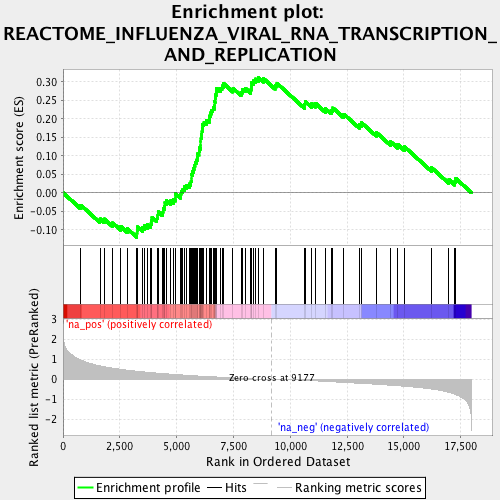 Enrichment plot:
REACTOME_INFLUENZA_VIRAL_RNA_TRANSCRIPTION_
AND_REPLICATION
Enrichment score (ES)
0.30
0.25
0.20
0.15
0.10
0.05
0.00
-0.05
-0.10
'na_pos' (positively correlated)
Ranked list metric (PreRanked)
3
2
1
0
-1
-2
Zero cross at 9177
'na_neg' (negatively correlated)
0
2,500
5,000
7,500
10,000
12,500
15,000
17,500
Rank in Ordered Dataset
Enrichment profile
Hits
Ranking metric scores